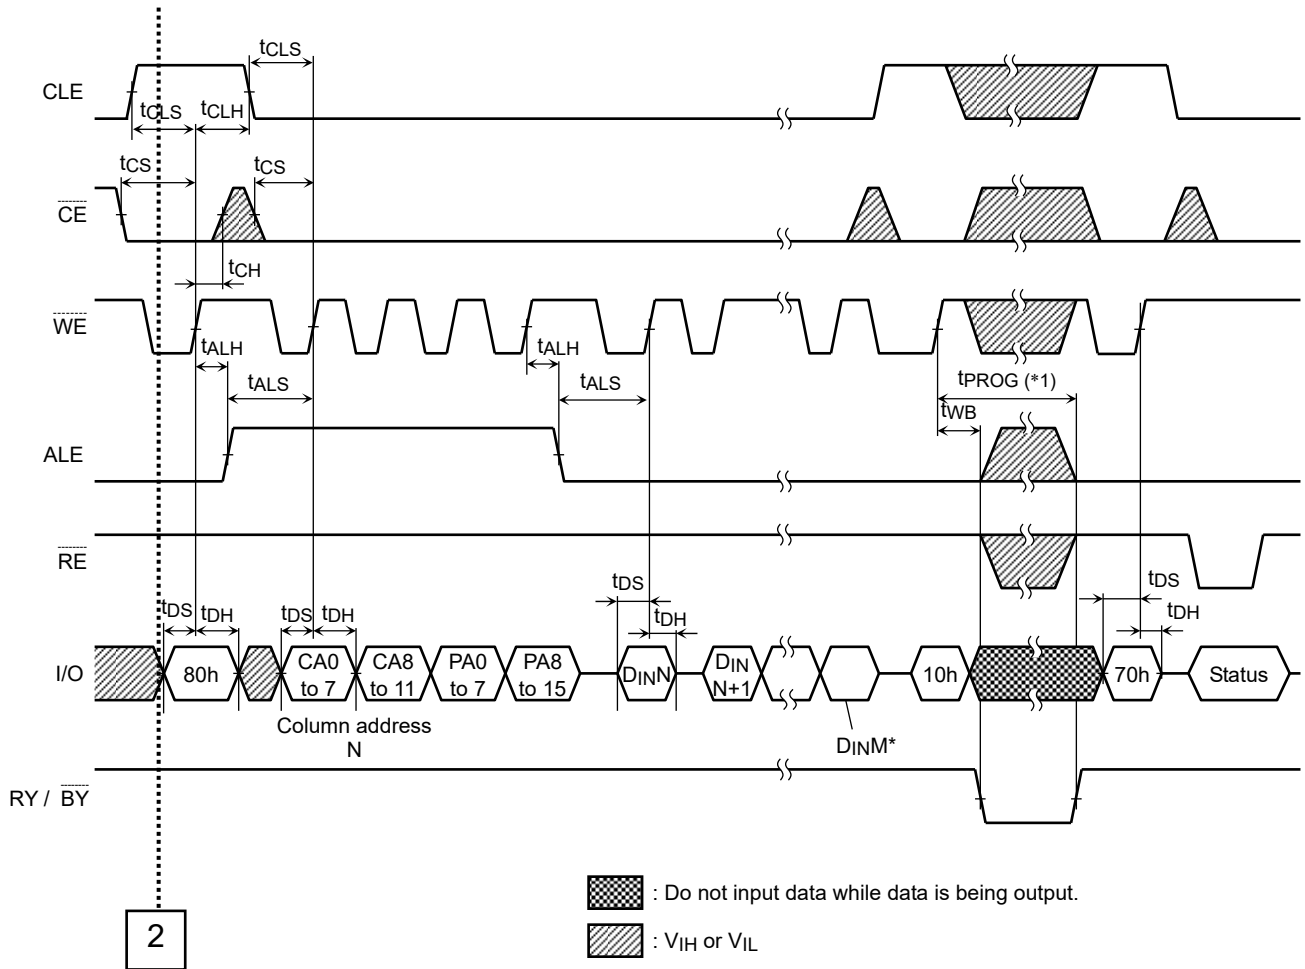 tCLS
CLE
tCLS tCLH
tCS tCS
CE
tCH
WE
tALH tALH
tALS tALS tPROG (*1)
tWB
ALE
RE
tDS tDS
tDS tDH tDS tDH tDH tDH
I/O 80h CA0 to 7 CA8 to 11 PA0 to 7 PA8 to 15 DINN DIN N+1 10h 70h Status
Column address
N
DINM*
RY / BY
: Do not input data while data is being output.
2
: VIH or VIL